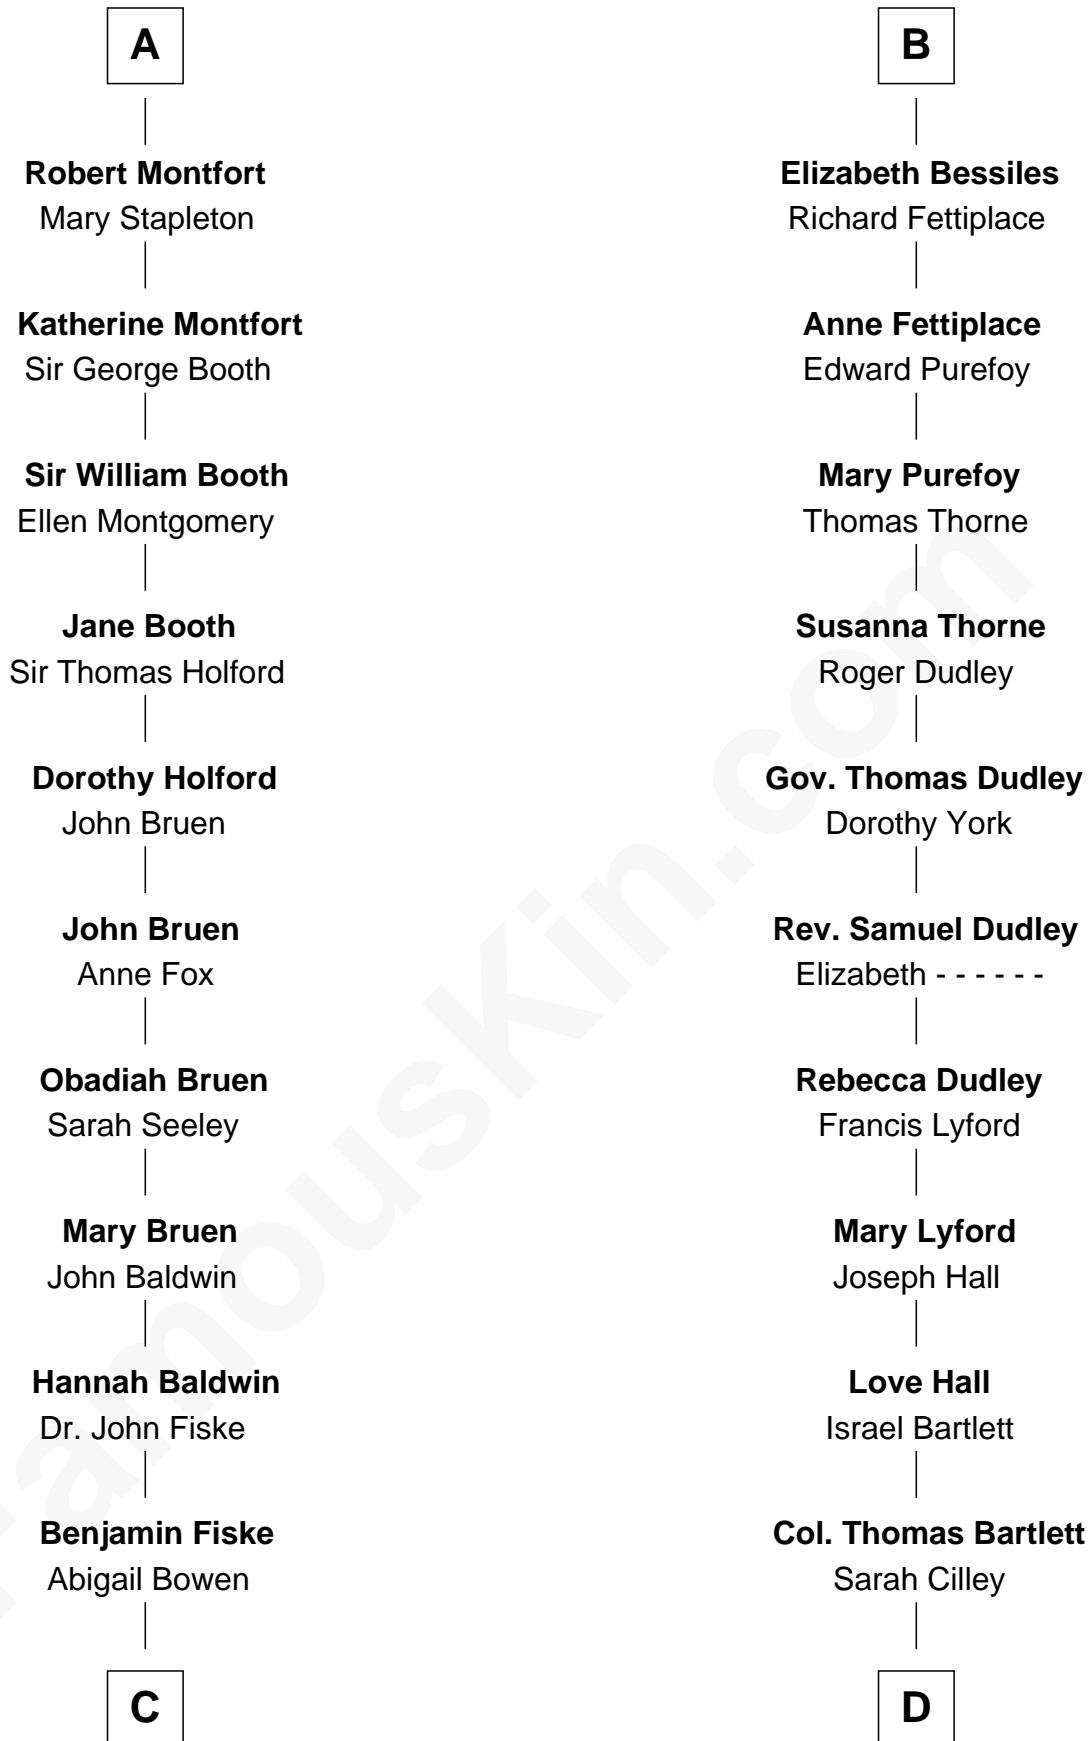 A
Robert Montfort
Mary Stapleton
Katherine Montfort
Sir George Booth
Sir William Booth
Ellen Montgomery
Jane Booth
Sir Thomas Holford
Dorothy Holford
John Bruen
John Bruen
Anne Fox
Obadiah Bruen
Sarah Seeley
Mary Bruen
John Baldwin
Hannah Baldwin
Dr. John Fiske
Benjamin Fiske
Abigail Bowen
C
B
Elizabeth Bessiles
Richard Fettiplace
Anne Fettiplace
Edward Purefoy
Mary Purefoy
Thomas Thorne
Susanna Thorne
Roger Dudley
Gov. Thomas Dudley
Dorothy York
Rev. Samuel Dudley
Elizabeth - - - - - -
Rebecca Dudley
Francis Lyford
Mary Lyford
Joseph Hall
Love Hall
Israel Bartlett
Col. Thomas Bartlett
Sarah Cilley
D
FamousKin.com